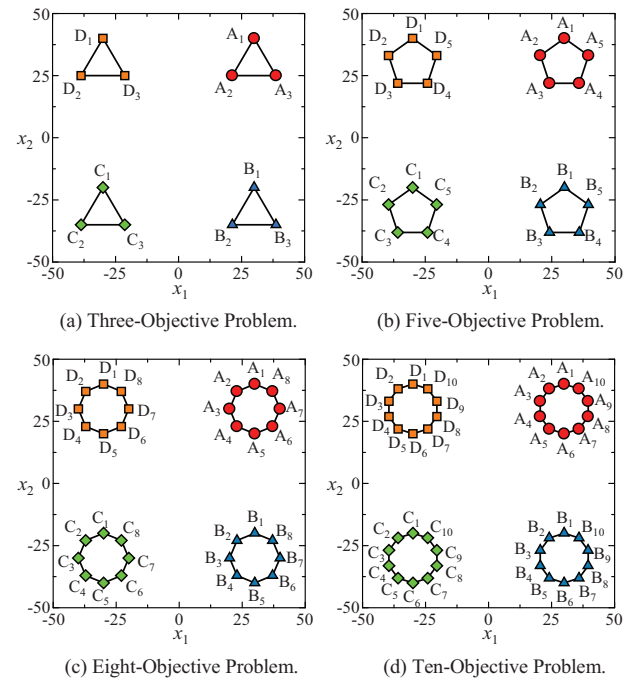 50
25
0
-25
-50
x2
D1
D2
D3
A1
A2
A3
C1
C2
C3
B1
B2
B3
-50 -25 0 25 50
x1
(a) Three-Objective Problem.
50
25
0
-25
-50
x2
D1
D2
D5
D3
D4
A1
A2
A5
A3
A4
C1
C2
C5
C3
C4
B1
B2
B5
B3
B4
-50 -25 0 25 50
x1
(b) Five-Objective Problem.
50
25
0
-25
-50
x2
D1
D2
D8
D3
D7
D4
D6
D5
A1
A2
A8
A3
A7
A4
A6
A5
C1
C2
C8
C3
C7
C4
C6
C5
B1
B2
B8
B3
B7
B4
B6
B5
-50 -25 0 25 50
x1
(c) Eight-Objective Problem.
50
25
0
-25
-50
x2
D1
D2
D10
D3
D9
D4
D8
D5
D7
D6
A1
A2
A10
A3
A9
A4
A8
A5
A7
A6
C1
C2
C10
C3
C9
C4
C8
C5
C7
C6
B1
B2
B10
B3
B9
B4
B8
B5
B7
B6
-50 -25 0 25 50
x1
(d) Ten-Objective Problem.